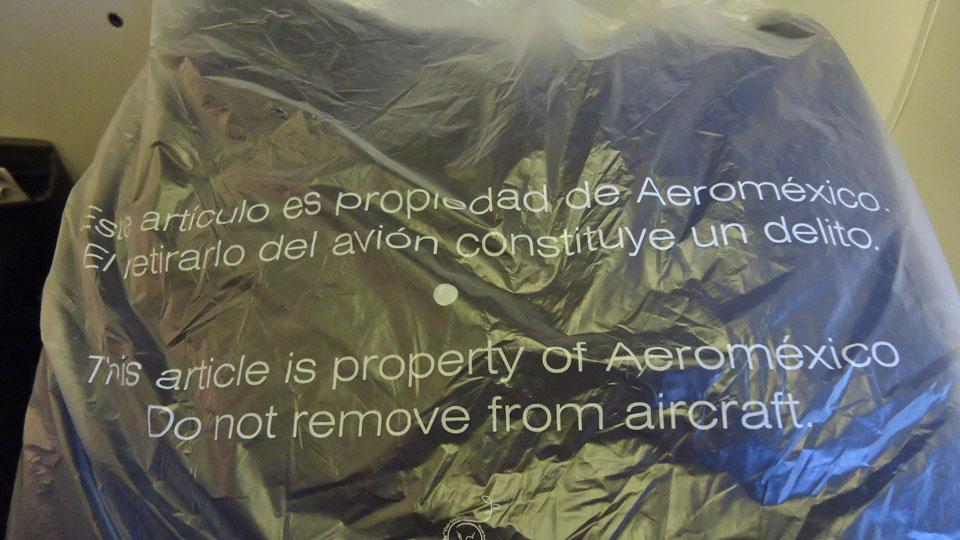 Este artículo es propiedad de Aeroméxico.
El retirarlo del avión constituye un delito.
This article is property of Aeroméxico
Do not remove from aircraft.